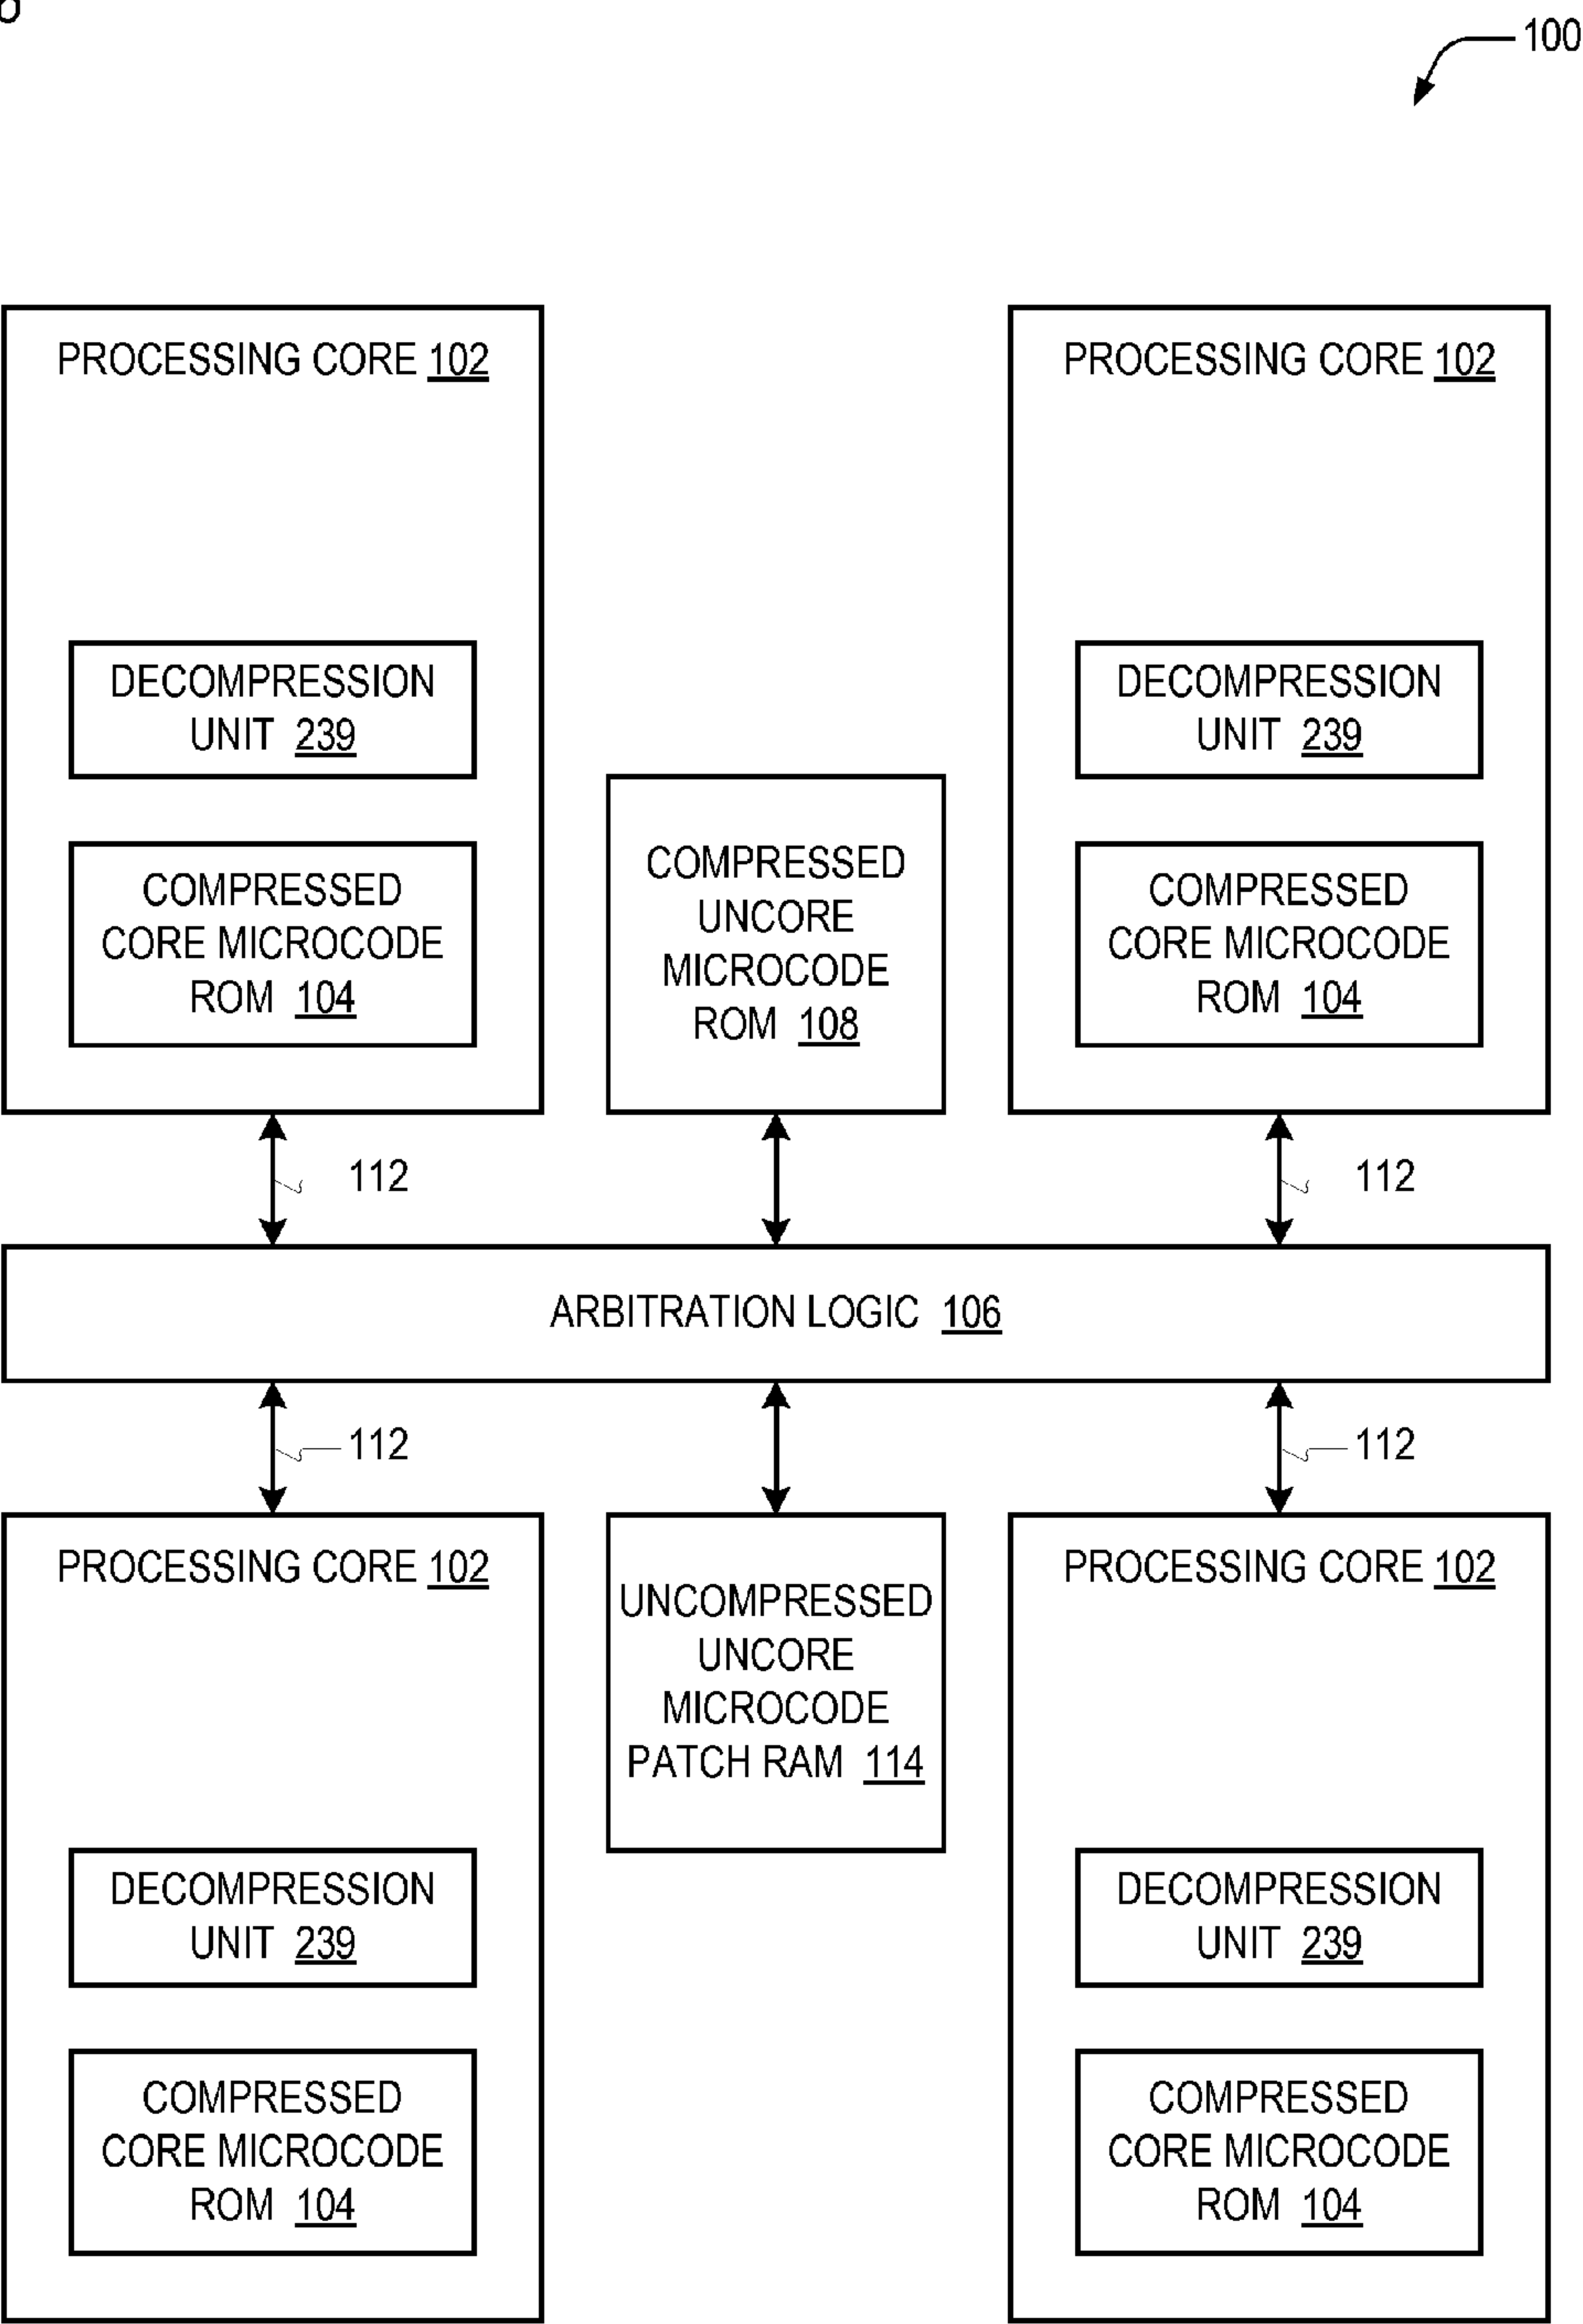 100
PROCESSING CORE 102
DECOMPRESSION
UNIT 239
COMPRESSED
CORE MICROCODE
ROM 104
COMPRESSED
UNCORE
MICROCODE
ROM 108
PROCESSING CORE 102
DECOMPRESSION
UNIT 239
COMPRESSED
CORE MICROCODE
ROM 104
112
112
ARBITRATION LOGIC 106
112
112
PROCESSING CORE 102
DECOMPRESSION
UNIT 239
COMPRESSED
CORE MICROCODE
ROM 104
UNCOMPRESSED
UNCORE
MICROCODE
PATCH RAM 114
PROCESSING CORE 102
DECOMPRESSION
UNIT 239
COMPRESSED
CORE MICROCODE
ROM 104